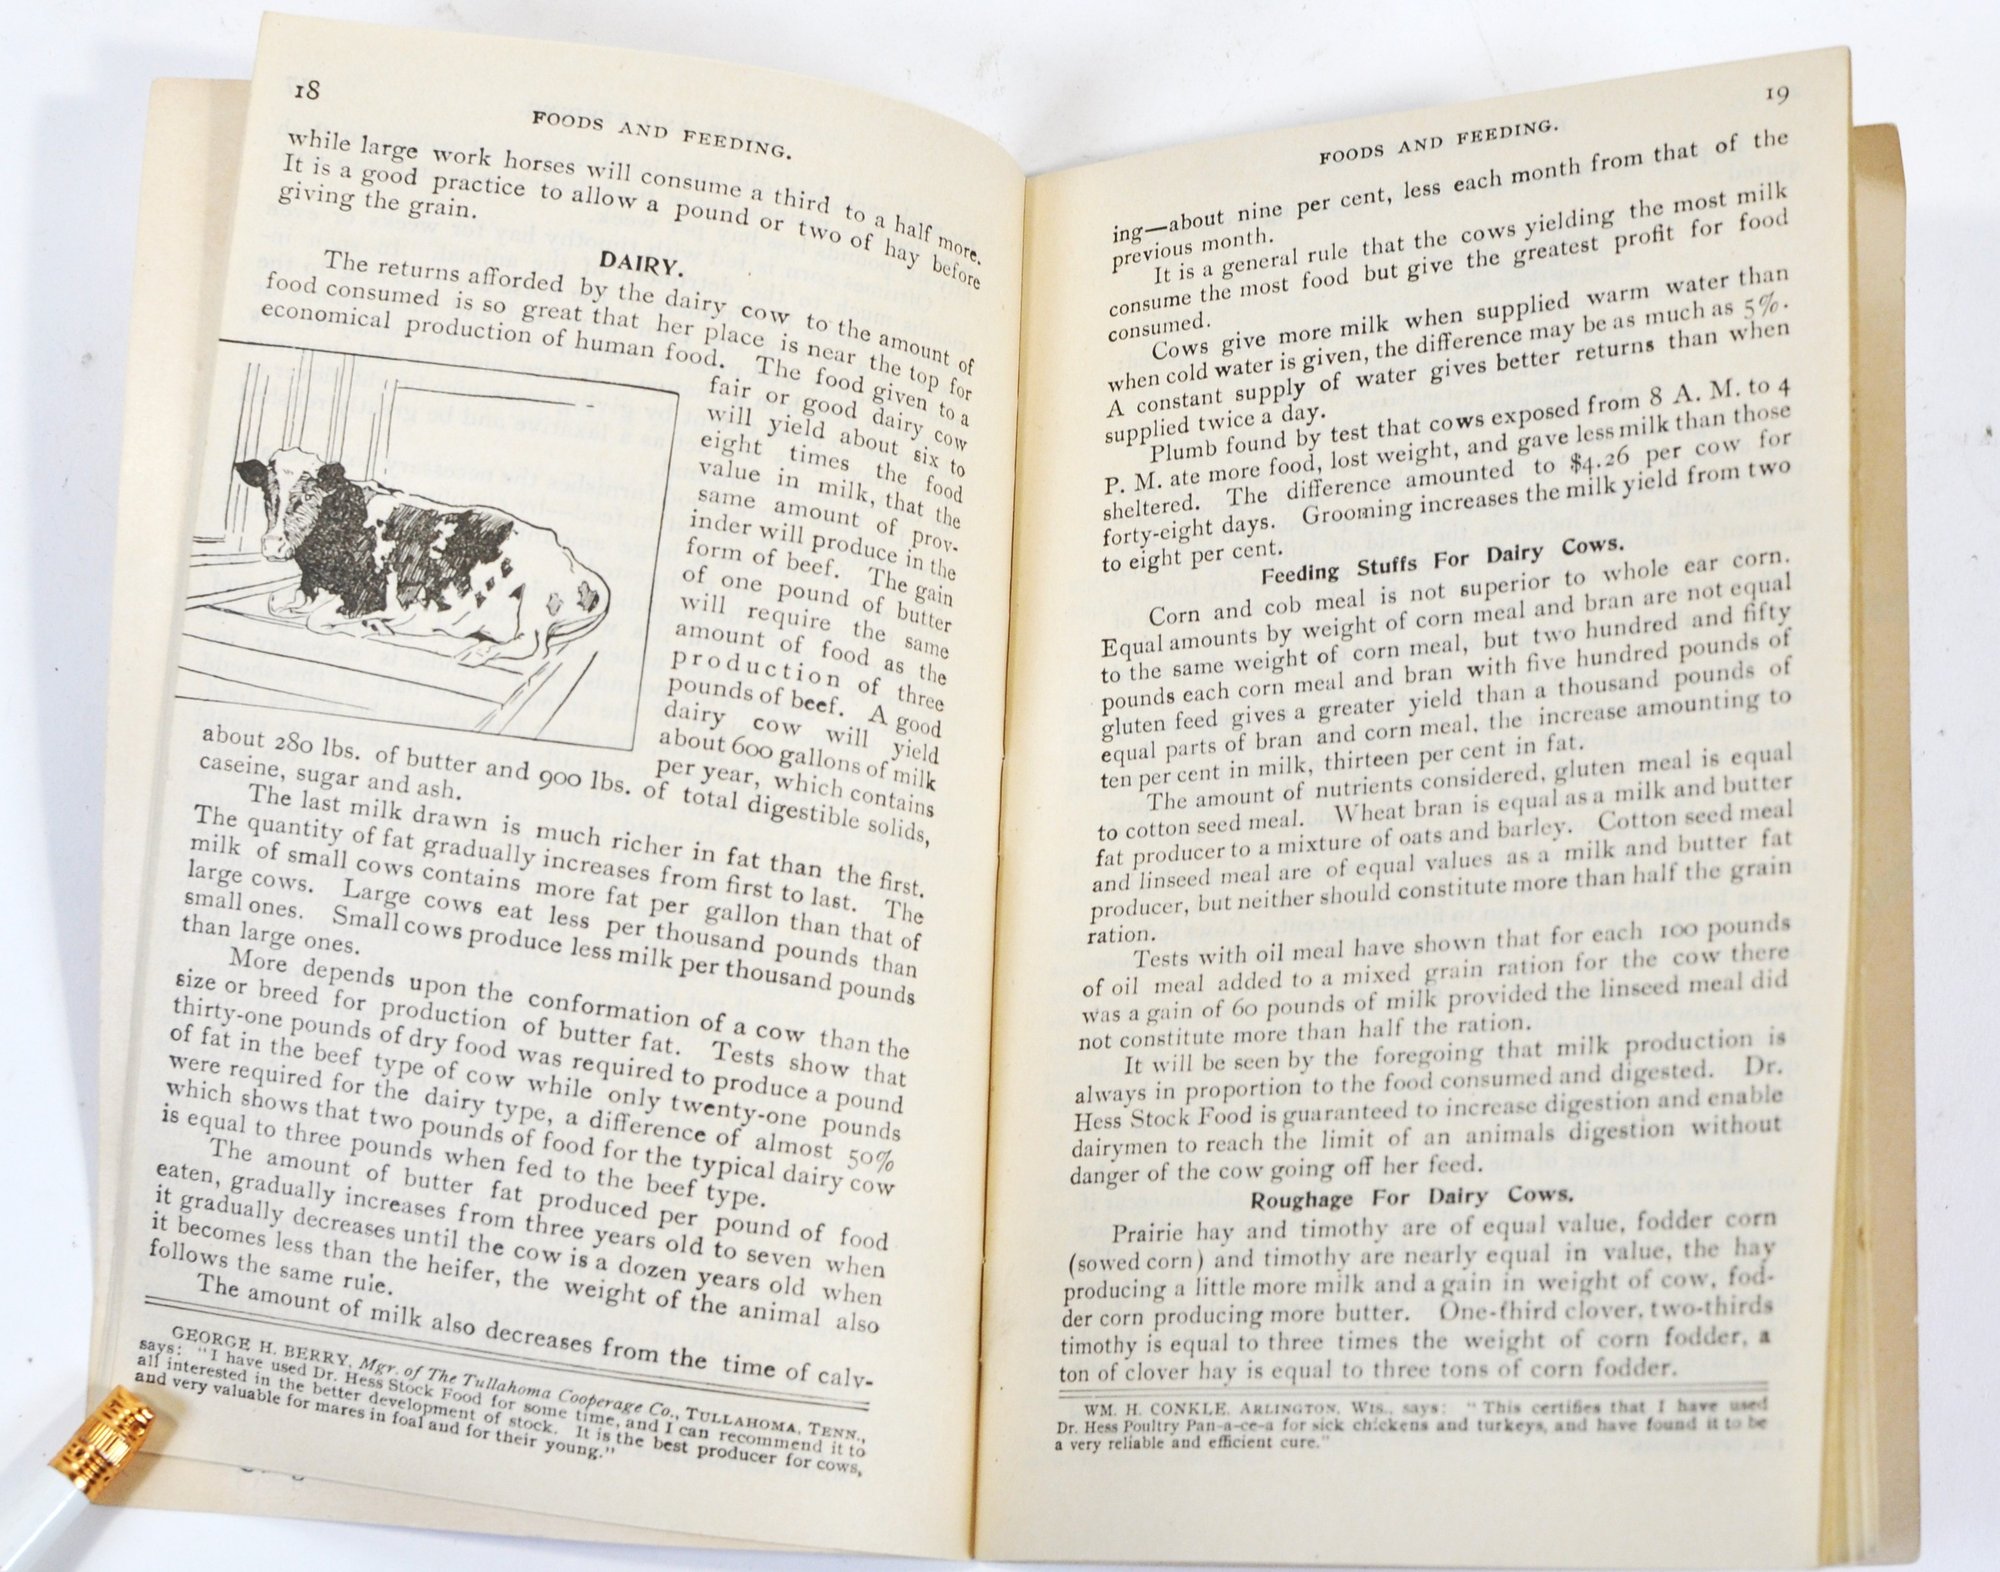 18
FOODS AND FEEDING.
while large work horses will consume a third to a half more.
It is a good practice to allow a pound or two of hay before
giving the grain.
DAIRY.
The returns afforded by the dairy cow to the amount of
food consumed is so great that her place is near the top for
economical production of human food. The food given to a
fair or good dairy cow
will yield about six to
eight times the food
value in milk, that the
same amount of prov-
inder will produce in the
form of beef. The gain
of one pound of butter
will require the same
amount of food as the
production of three
pounds of beef. A good
dairy cow will yield
about 600 gallons of milk
per year, which contains
about 280 lbs. of butter and 900 lbs. of total digestible solids,
caseine, sugar and ash.
The last milk drawn is much richer in fat than the first.
The quantity of fat gradually increases from first to last. The
milk of small cows contains more fat per gallon than that of
large cows. Large cows eat less per thousand pounds than
small ones. Small cows produce less milk per thousand pounds
than large ones.
More depends upon the conformation of a cow than the
size or breed for production of butter fat. Tests show that
thirty-one pounds of dry food was required to produce a pound
of fat in the beef type of cow while only twenty-one pounds
were required for the dairy type, a difference of almost 50%
which shows that two pounds of food for the typical dairy cow
is equal to three pounds when fed to the beef type.
The amount of butter fat produced per pound of food
eaten, gradually increases from three years old to seven when
it gradually decreases until the cow is a dozen years old when
it becomes less than the heifer, the weight of the animal also
follows the same rule.
The amount of milk also decreases from the time of calv-
GEORGE H. BERRY, Mgr. of The Tullahoma Cooperage Co., TULLAHOMA, TENN.,
says: "I have used Dr. Hess Stock Food for some time, and I can recommend it to
all interested in the better development of stock. It is the best producer for cows,
and very valuable for mares in foal and for their young."
19
FOODS AND FEEDING.
ing—about nine per cent, less each month from that of the
previous month.
It is a general rule that the cows yielding the most milk
consume the most food but give the greatest profit for food
consumed.
Cows give more milk when supplied warm water than
when cold water is given, the difference may be as much as 5%.
A constant supply of water gives better returns than when
supplied twice a day.
Plumb found by test that cows exposed from 8 A. M. to 4
P. M. ate more food, lost weight, and gave less milk than those
sheltered. The difference amounted to $4.26 per cow for
forty-eight days. Grooming increases the milk yield from two
to eight per cent.
Feeding Stuffs For Dairy Cows.
Corn and cob meal is not superior to whole ear corn.
Equal amounts by weight of corn meal and bran are not equal
to the same weight of corn meal, but two hundred and fifty
pounds each corn meal and bran with five hundred pounds of
gluten feed gives a greater yield than a thousand pounds of
equal parts of bran and corn meal, the increase amounting to
ten per cent in milk, thirteen per cent in fat.
The amount of nutrients considered, gluten meal is equal
to cotton seed meal. Wheat bran is equal as a milk and butter
fat producer to a mixture of oats and barley. Cotton seed meal
and linseed meal are of equal values as a milk and butter fat
producer, but neither should constitute more than half the grain
ration.
Tests with oil meal have shown that for each 100 pounds
of oil meal added to a mixed grain ration for the cow there
was a gain of 60 pounds of milk provided the linseed meal did
not constitute more than half the ration.
It will be seen by the foregoing that milk production is
always in proportion to the food consumed and digested. Dr.
Hess Stock Food is guaranteed to increase digestion and enable
dairymen to reach the limit of an animals digestion without
danger of the cow going off her feed.
Roughage For Dairy Cows.
Prairie hay and timothy are of equal value, fodder corn
(sowed corn) and timothy are nearly equal in value, the hay
producing a little more milk and a gain in weight of cow, fod-
der corn producing more butter. One-third clover, two-thirds
timothy is equal to three times the weight of corn fodder, a
ton of clover hay is equal to three tons of corn fodder.
WM. H. CONKLE, ARLINGTON, WIS., says: "This certifies that I have used
Dr. Hess Poultry Pan-a-ce-a for sick chickens and turkeys, and have found it to be
a very reliable and efficient cure."